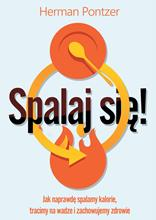 Herman Pontzer
Spalaj się!
Jak naprawdę spalamy kalorie,
tracimy na wadze i zachowujemy zdrowie